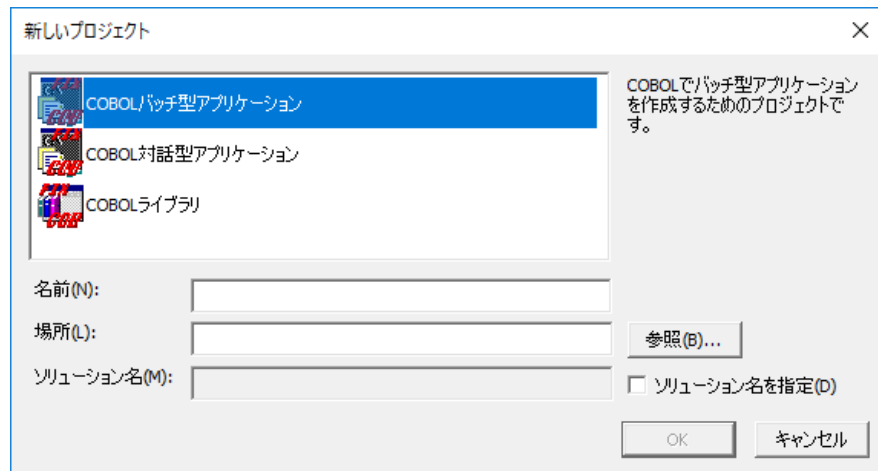 新しいプロジェクト
COBOLバッチ型アプリケーション
COBOL対話型アプリケーション
COBOLライブラリ
COBOLでバッチ型アプリケーション
を作成するためのプロジェクトで
す。
名前(N):
場所(L):
参照(B)...
ソリューション名(M):
ソリューション名を指定(D)
OK
キャンセル